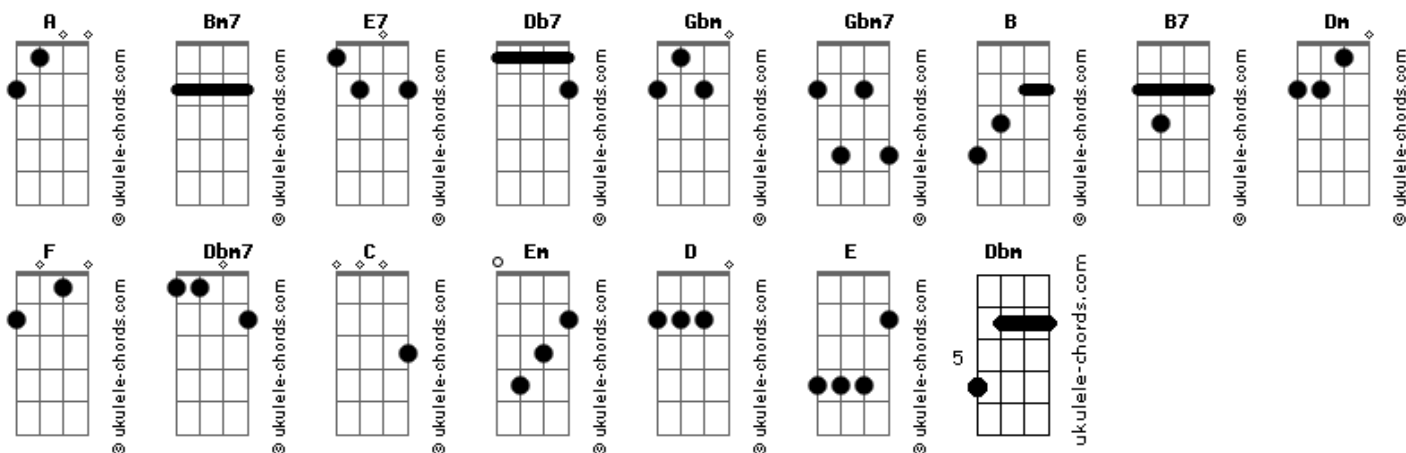 A Bm7 E7 Db7 Gbm Gbm7 B B7 Dm
© ukulele-chords.com © ukulele-chords.com © ukulele-chords.com © ukulele-chords.com © ukulele-chords.com © ukulele-chords.com © ukulele-chords.com © ukulele-chords.com © ukulele-chords.com
F Dbm7 C Em D E Dbm
© ukulele-chords.com © ukulele-chords.com © ukulele-chords.com © ukulele-chords.com © ukulele-chords.com © ukulele-chords.com ukulele-chords.com
5